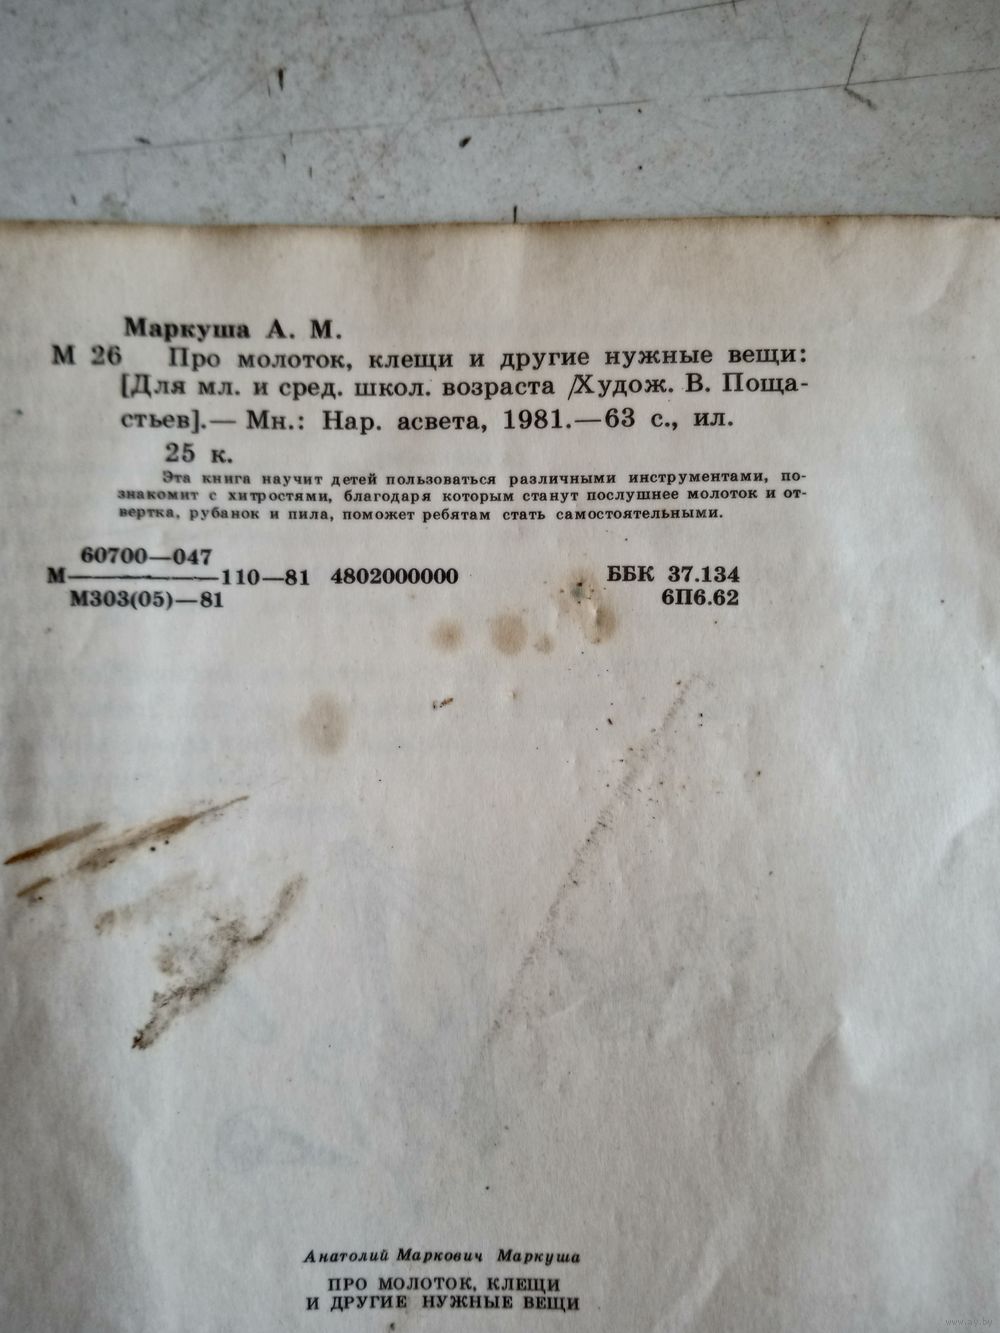 Маркуша А. М.
М 26 Про молоток, клещи и другие нужные вещи:
[Для мл. и сред. школ. возраста /Худож. В. Поща-
стьев].— Мн.: Нар. асвета, 1981.—63 с., ил.
25 к.
Эта книга научит детей пользоваться различными инструментами, по-
знакомит с хитростями, благодаря которым станут послушнее молоток и от-
вертка, рубанок и пила, поможет ребятам стать самостоятельными.
60700—047
М—————110—81 4802000000
М303(05)—81
ББК 37.134
6П6.62
Анатолий Маркович Маркуша
ПРО МОЛОТОК, КЛЕЩИ
И ДРУГИЕ НУЖНЫЕ ВЕЩИ
www.ay.by